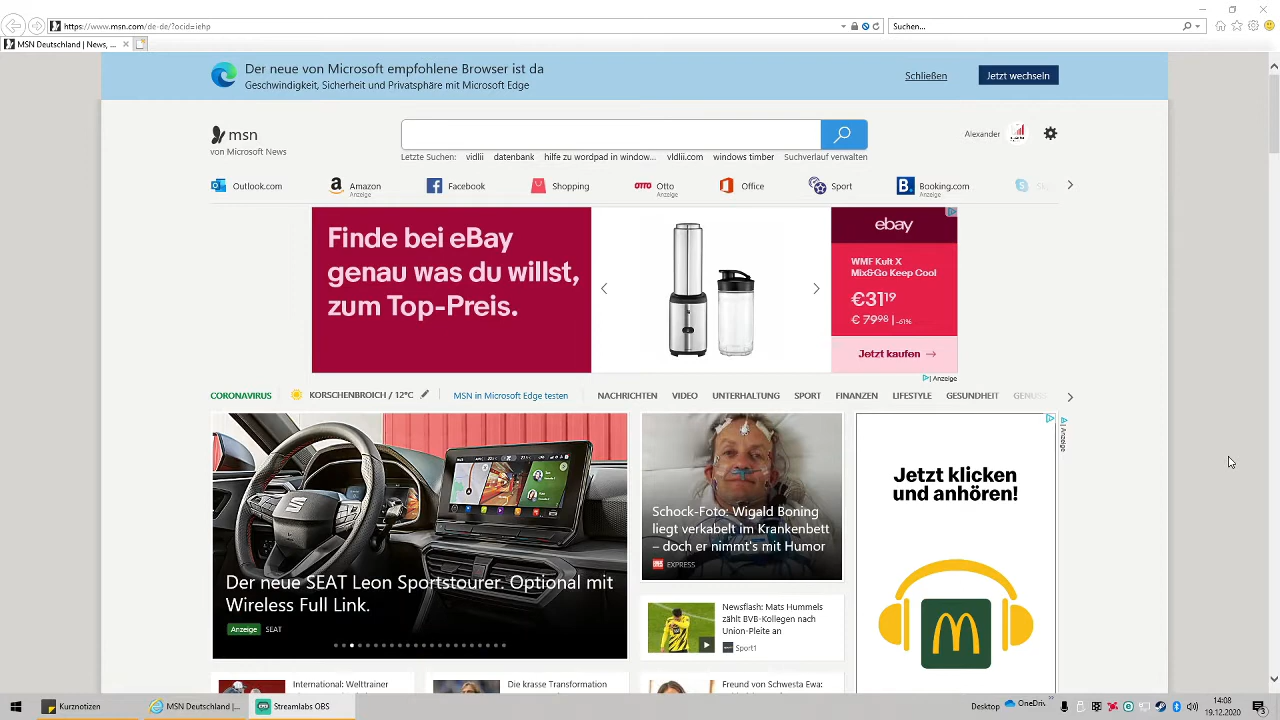 https://www.msn.com/de-de/?ocid=iehp
Suchen...
MSN Deutschland | News, ...
Der neue von Microsoft empfohlene Browser ist da
Geschwindigkeit, Sicherheit und Privatsphäre mit Microsoft Edge
Schließen
Jetzt wechseln
msn
von Microsoft News
Alexander
Letzte Suchen: vidlii datenbank hilfe zu wordpad in window... vldlii.com windows timber Suchverlauf verwalten
Outlook.com
Amazon
Anzeige
Facebook
Shopping
OTTO
Otto
Anzeige
Office
Sport
B.
Booking.com
Anzeige
Finde bei eBay
genau was du willst,
zum Top-Preis.
ebay
WMF Kult X
Mix&Go Keep Cool
€31 19
€ 79 98 | -61%
Jetzt kaufen →
Anzeige
CORONAVIRUS
KORSCHENBROICH / 12°C
MSN in Microsoft Edge testen
NACHRICHTEN VIDEO UNTERHALTUNG SPORT FINANZEN LIFESTYLE GESUNDHEIT GENUSS
Der neue SEAT Leon Sportstourer. Optional mit
Wireless Full Link.
Anzeige SEAT
Schock-Foto: Wigald Boning
liegt verkabelt im Krankenbett
– doch er nimmt's mit Humor
EXPRESS
Newsflash: Mats Hummels
zählt BVB-Kollegen nach
Union-Pleite an
Sport1
Jetzt klicken
und anhören!
Anzeige
International: Welttrainer
Die krasse Transformation
Freund von Schwesta Ewa:
Kurznotizen
MSN Deutschland |...
Streamlabs OBS
Desktop
OneDriv...
14:08
19.12.2020